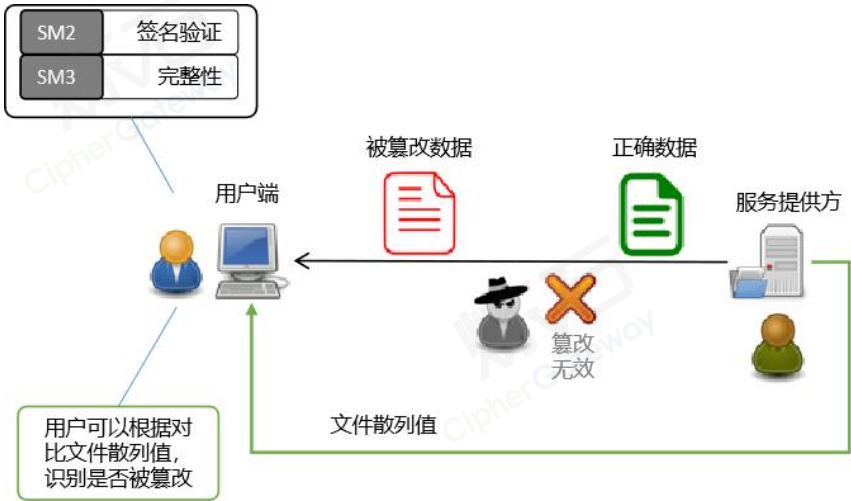 SM2 签名验证
SM3 完整性
被篡改数据
正确数据
用户端
服务提供方
篡改
无效
文件散列值
用户可以根据对
比文件散列值，
识别是否被篡改
CipherGateway
CipherGateway